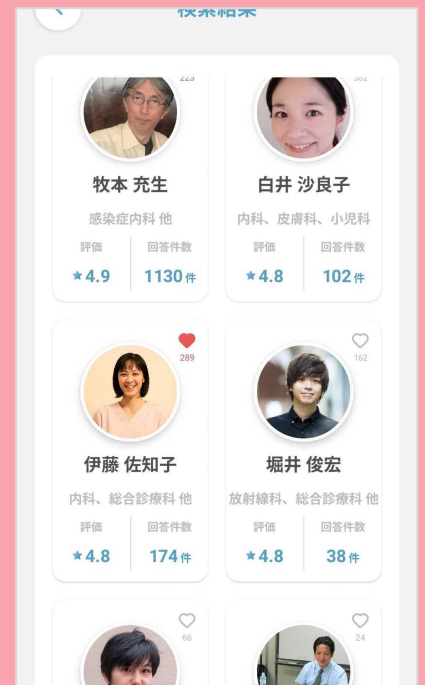 検索結果
223
382
牧本 充生
白井 沙良子
感染症内科 他
内科、皮膚科、小児科
評価
回答件数
評価
回答件数
★4.9
1130件
★4.8
102件
289
162
伊藤 佐知子
堀井 俊宏
内科、総合診療科 他
放射線科、総合診療科 他
評価
回答件数
評価
回答件数
★4.8
174件
★4.8
38件
66
24